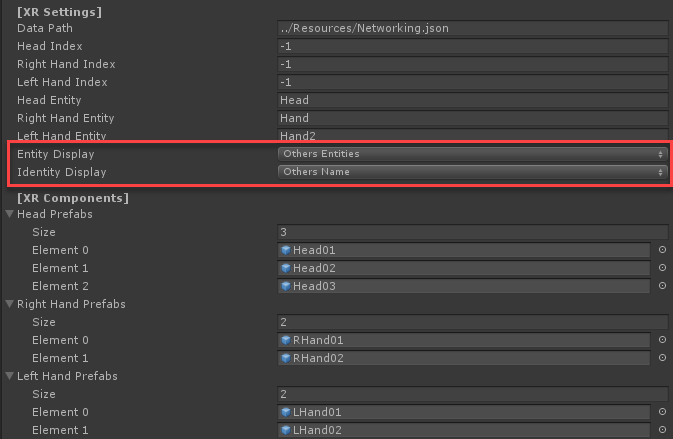 [XR Settings]
Data Path ../Resources/Networking.json
Head Index -1
Right Hand Index -1
Left Hand Index -1
Head Entity Head
Right Hand Entity Hand
Left Hand Entity Hand2
Entity Display Others Entities
Identity Display Others Name
[XR Components]
Head Prefabs
Size 3
Element 0 Head01
Element 1 Head02
Element 2 Head03
Right Hand Prefabs
Size 2
Element 0 RHand01
Element 1 RHand02
Left Hand Prefabs
Size 2
Element 0 LHand01
Element 1 LHand02